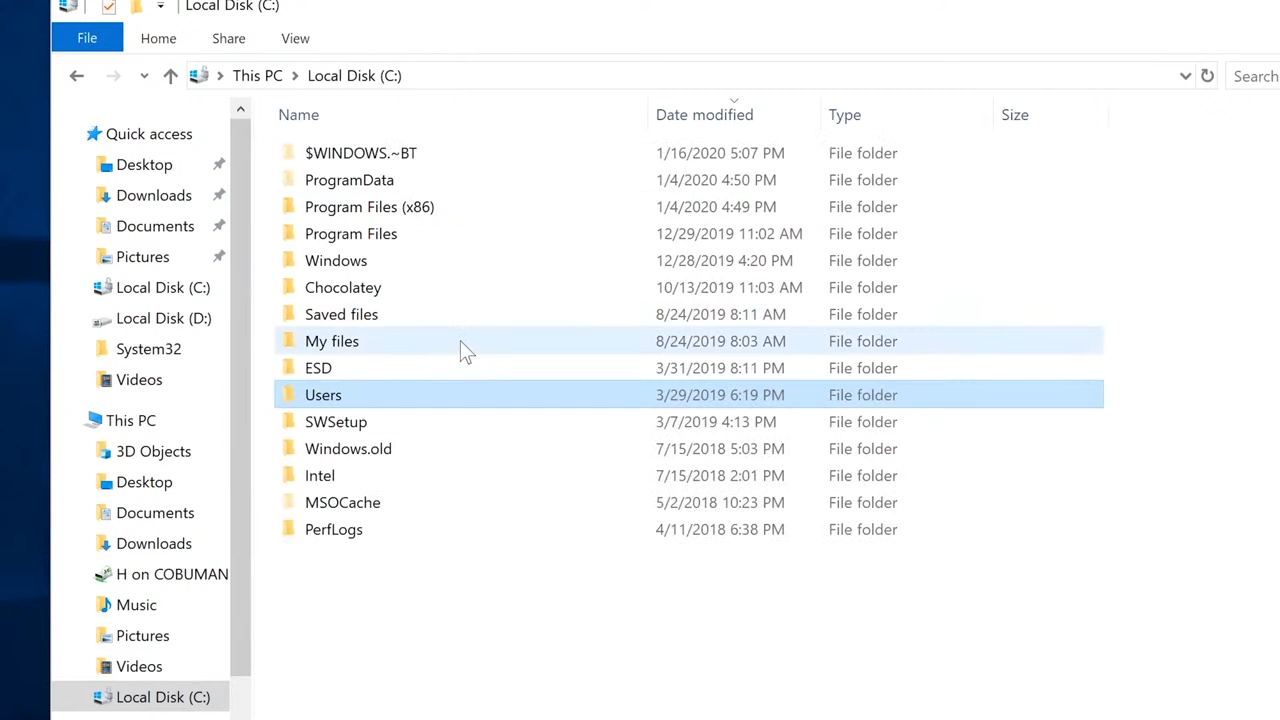 Local Disk (C:)
File Home Share View
This PC Local Disk (C:) Search
Name Date modified Type Size
Quick access
Desktop
Downloads
Documents
Pictures
Local Disk (C:)
Local Disk (D:)
System32
Videos
This PC
3D Objects
Desktop
Documents
Downloads
H on COBUMAN
Music
Pictures
Videos
Local Disk (C:)
$WINDOWS.~BT 1/16/2020 5:07 PM File folder
ProgramData 1/4/2020 4:50 PM File folder
Program Files (x86) 1/4/2020 4:49 PM File folder
Program Files 12/29/2019 11:02 AM File folder
Windows 12/28/2019 4:20 PM File folder
Chocolatey 10/13/2019 11:03 AM File folder
Saved files 8/24/2019 8:11 AM File folder
My files 8/24/2019 8:03 AM File folder
ESD 3/31/2019 8:11 PM File folder
Users 3/29/2019 6:19 PM File folder
SWSetup 3/7/2019 4:13 PM File folder
Windows.old 7/15/2018 5:03 PM File folder
Intel 7/15/2018 2:01 PM File folder
MSOCache 5/2/2018 10:23 PM File folder
PerfLogs 4/11/2018 6:38 PM File folder